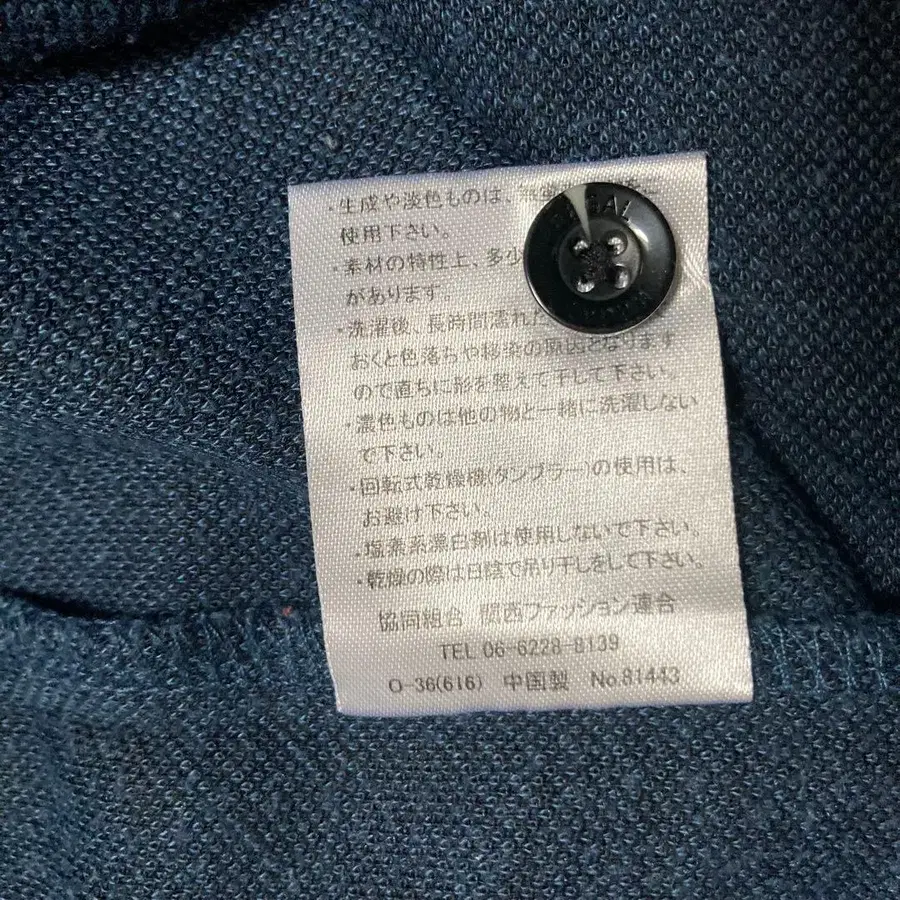 ・生成や淡色ものは、無蛍
使用下さい。
・素材の特性上、多少
があります。
・洗濯後、長時間濡れた
おくと色落ちや移染の原因となります
ので直ちに形を整えて干して下さい。
・濃色ものは他の物と一緒に洗濯しない
で下さい。
・回転式乾燥機(タンブラー)の使用は、
お避け下さい。
・塩素系漂白剤は使用しないで下さい。
・乾燥の際は日陰で吊り干しをして下さい。
協同組合 関西ファッション連合
TEL 06-6228-8139
O-36(616) 中国製 No.81443